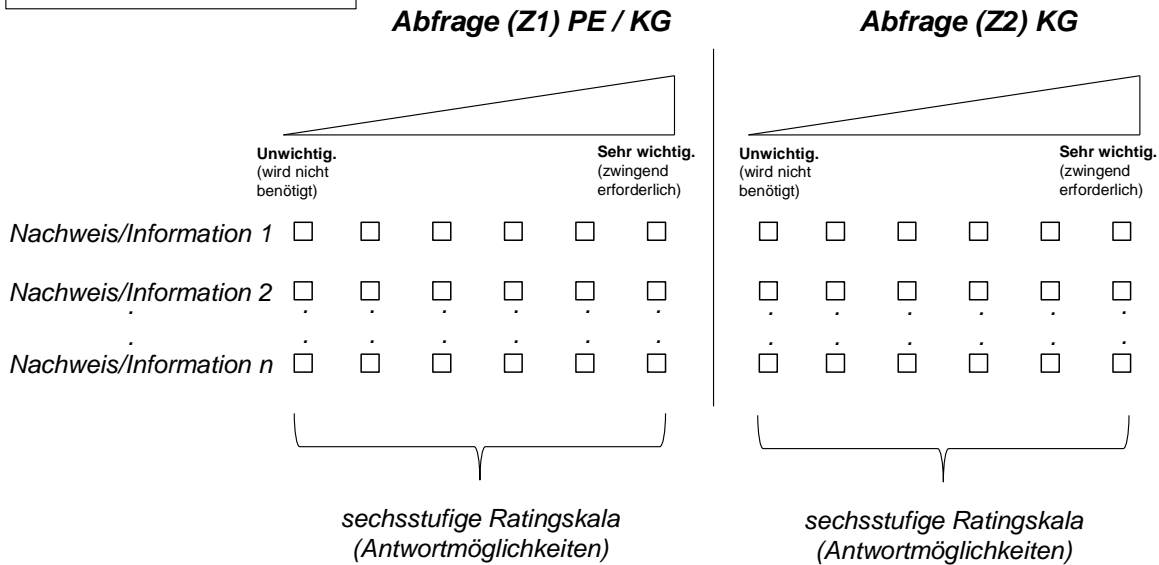 Abfrage (Z1) PE / KG
Abfrage (Z2) KG
Unwichtig.
(wird nicht
benötigt)
Sehr wichtig.
(zwingend
erforderlich)
Unwichtig.
(wird nicht
benötigt)
Sehr wichtig.
(zwingend
erforderlich)
Nachweis/Information 1
Nachweis/Information 2
Nachweis/Information n
sechsstufige Ratingskala
(Antwortmöglichkeiten)
sechsstufige Ratingskala
(Antwortmöglichkeiten)